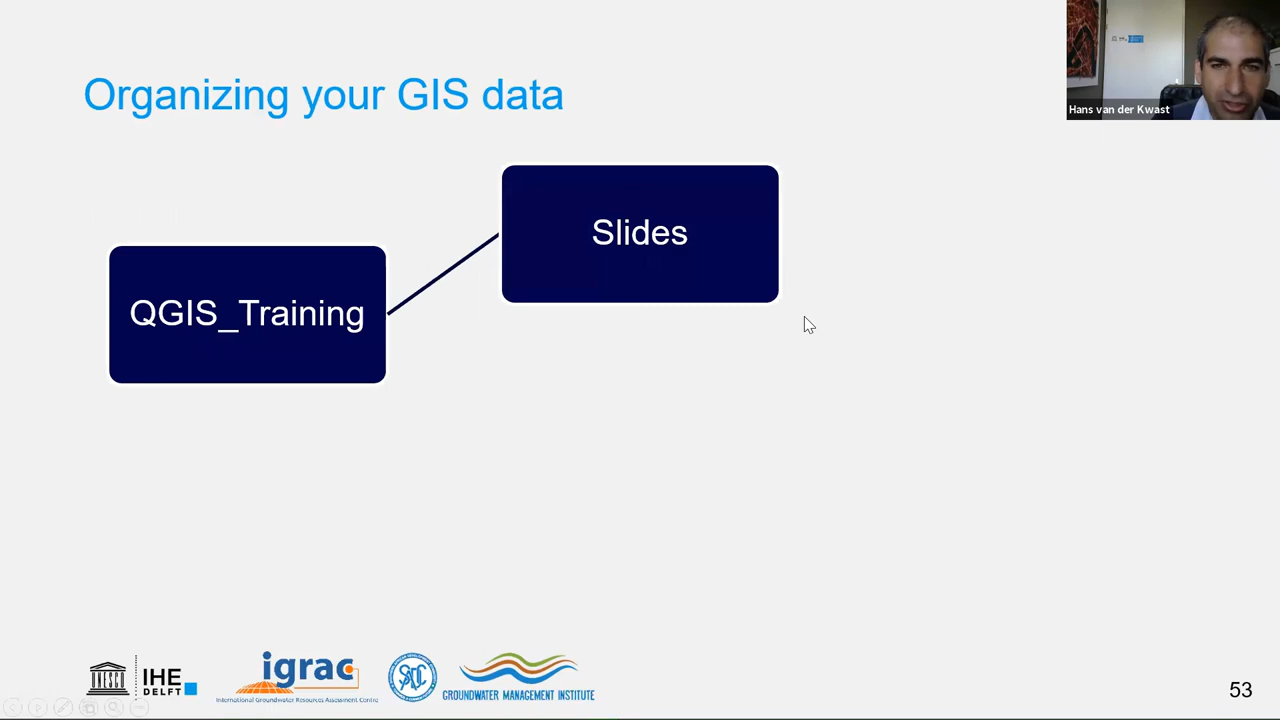 Organizing your GIS data
Hans van der Kwast
Slides
QGIS_Training
UNESCO
IHE
DELFT
igrac
International Groundwater Resources Assessment Centre
GROUNDWATER MANAGEMENT INSTITUTE
53